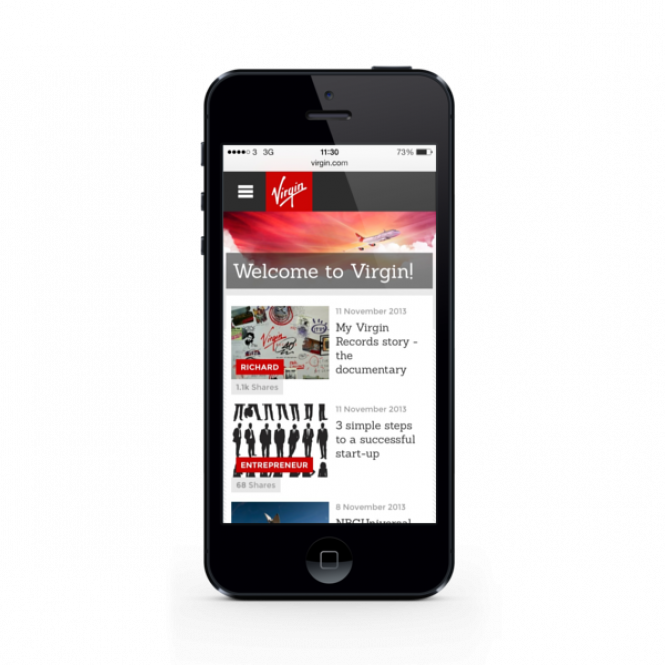 3 3G 11:30 73%
virgin.com
Virgin
Welcome to Virgin!
11 November 2013
My Virgin
Records story -
the
documentary
Virgin
RICHARD
1.1k Shares
11 November 2013
3 simple steps
to a successful
start-up
ENTREPRENEUR
68 Shares
8 November 2013
NBCUniversal